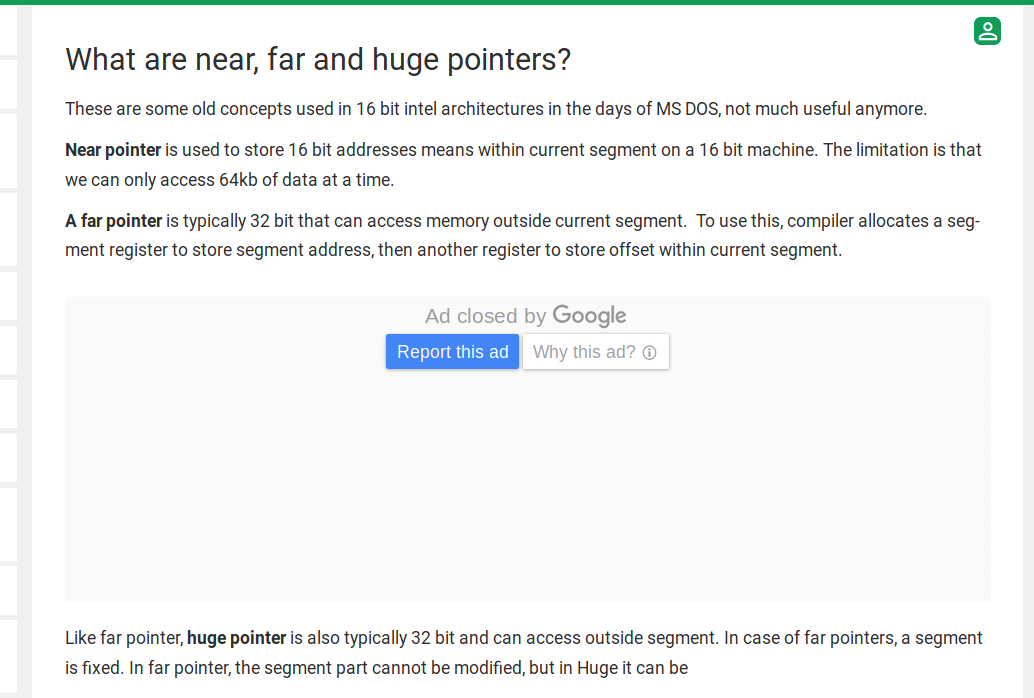 What are near, far and huge pointers?
These are some old concepts used in 16 bit intel architectures in the days of MS DOS, not much useful anymore.
Near pointer is used to store 16 bit addresses means within current segment on a 16 bit machine. The limitation is that
we can only access 64kb of data at a time.
A far pointer is typically 32 bit that can access memory outside current segment.  To use this, compiler allocates a seg-
ment register to store segment address, then another register to store offset within current segment.
Ad closed by Google
Report this ad Why this ad?
Like far pointer, huge pointer is also typically 32 bit and can access outside segment. In case of far pointers, a segment
is fixed. In far pointer, the segment part cannot be modified, but in Huge it can be